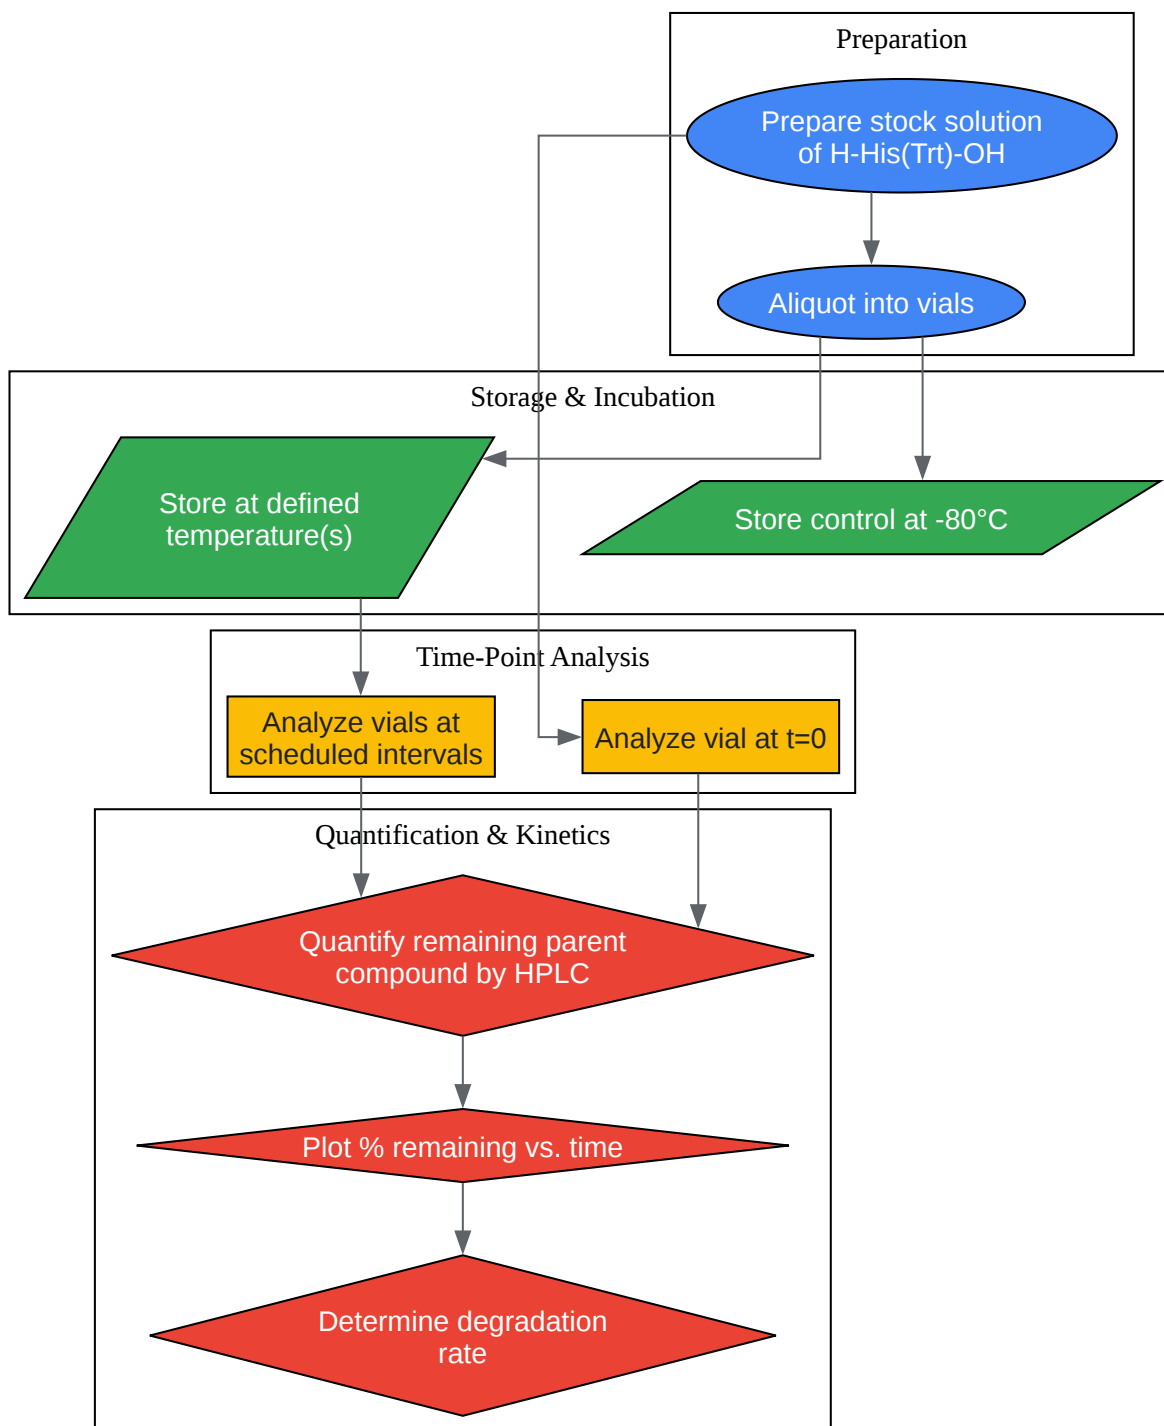 Preparation
Prepare stock solution
of H-His(Trt)-OH
Aliquot into vials
Storage & Incubation
Store at defined
temperature(s)
Store control at -80°C
Time-Point Analysis
Analyze vials at
scheduled intervals
Analyze vial at t=0
Quantification & Kinetics
Quantify remaining parent
compound by HPLC
Plot % remaining vs. time
Determine degradation
rate